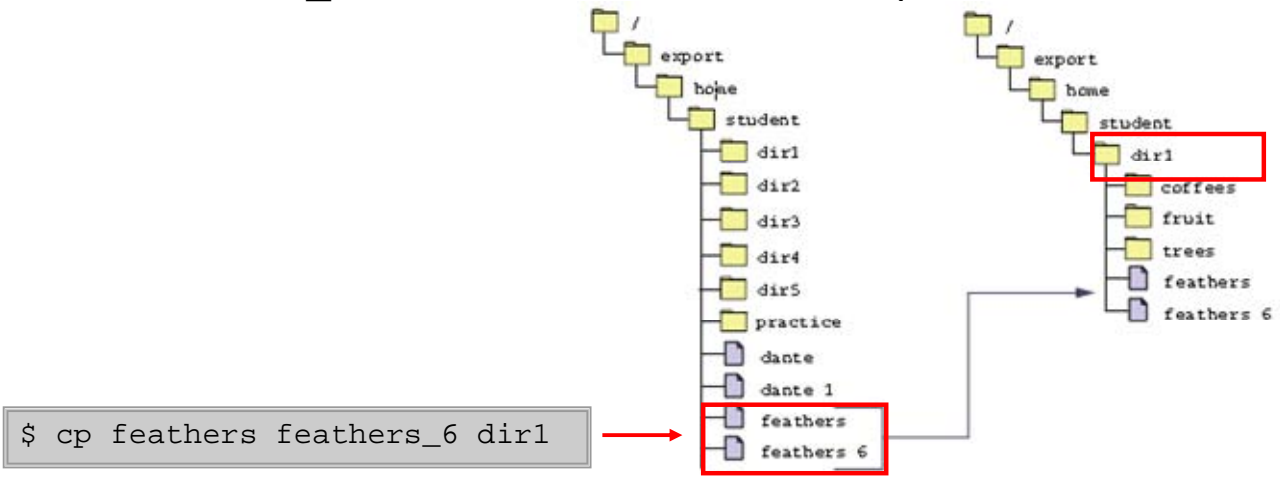 $ cp feathers feathers_6 dir1
/
export
home
student
dir1
dir2
dir3
dir4
dir5
practice
dante
dante 1
feathers
feathers 6
/
export
home
student
dir1
coffees
fruit
trees
feathers
feathers 6